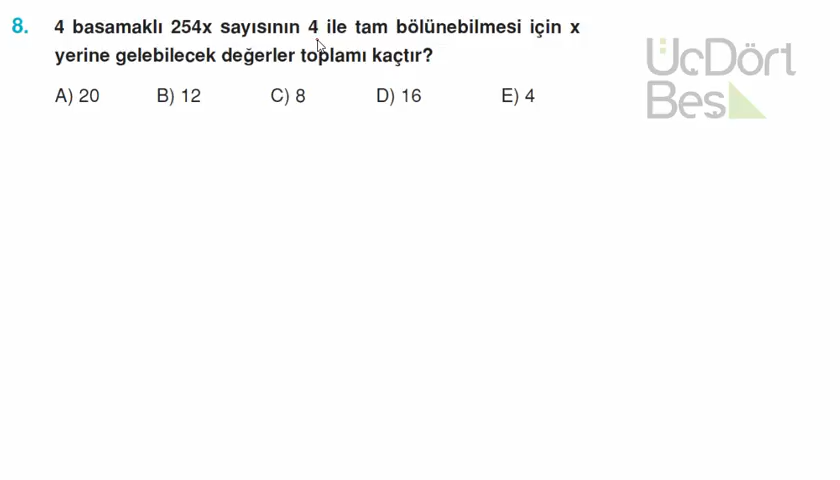 8. 4 basamaklı 254x sayısının 4 ile tam bölünebilmesi için x
yerine gelebilecek değerler toplamı kaçtır?
A) 20 B) 12 C) 8 D) 16 E) 4
ÜçDört
Beş